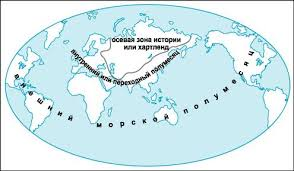 осевая зона истории
или хартленд
внутренний или переходный полумесяц
внешний морской полумесяц